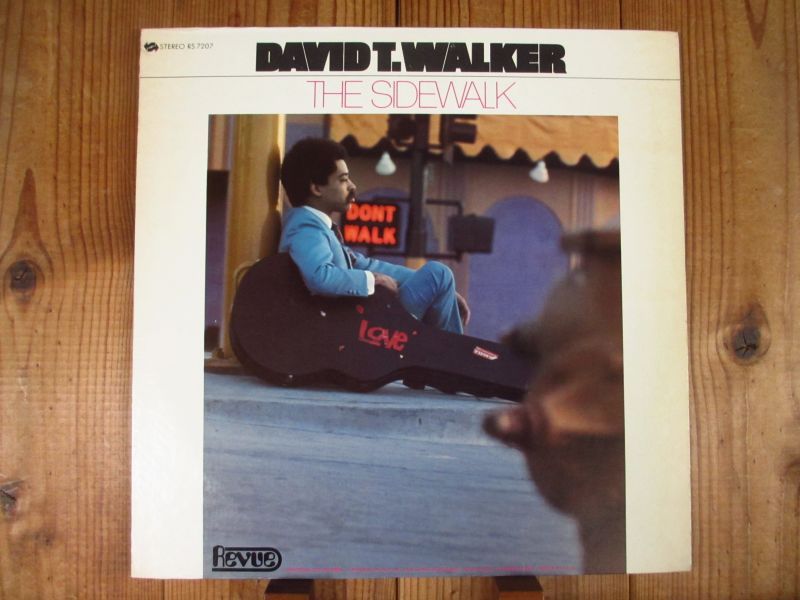 STEREO RS 7207
DAVID T. WALKER
THE SIDEWALK
DONT
WALK
Love
Revue